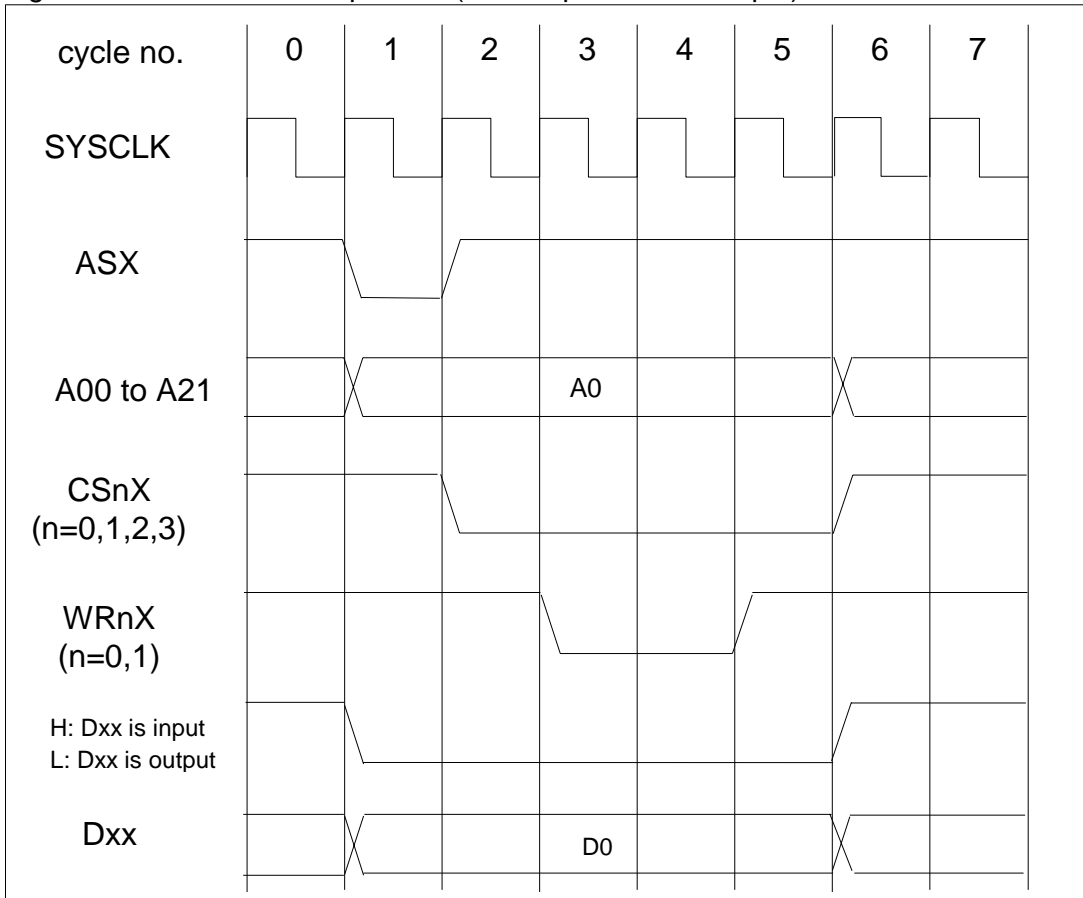 cycle no. 0 1 2 3 4 5 6 7
SYSCLK
ASX
A00 to A21 A0
CSnX
(n=0,1,2,3)
WRnX
(n=0,1)
H: Dxx is input
L: Dxx is output
Dxx D0